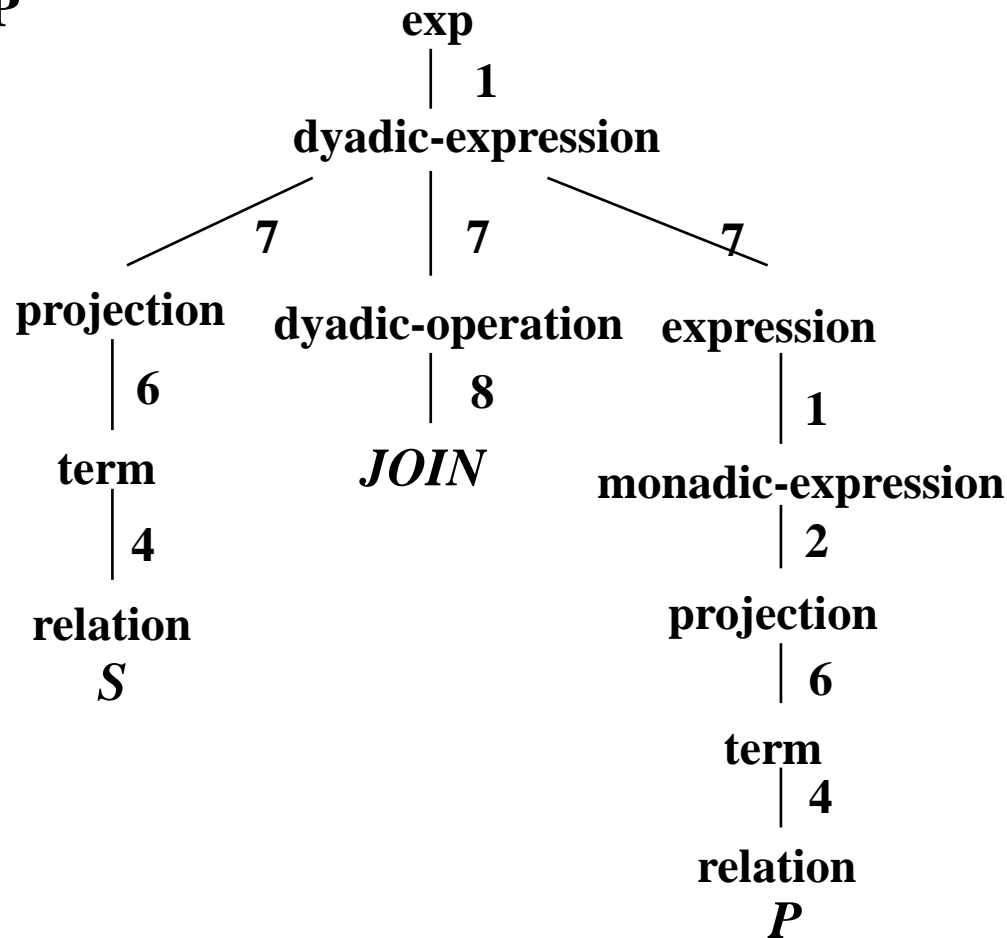 P
exp
1
dyadic-expression
7 7 7
projection dyadic-operation expression
6 8 1
term JOIN monadic-expression
4 2
relation projection
S 6
term
4
relation
P